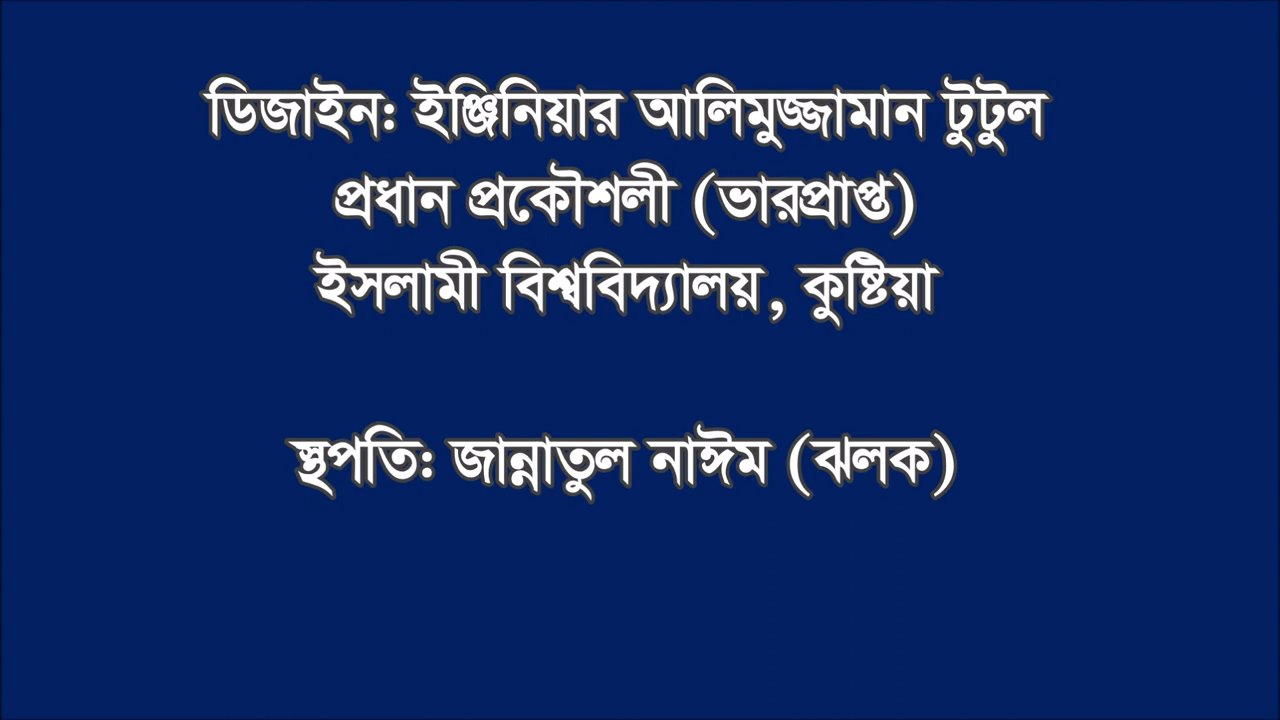 ডিজাইন: ইঞ্জিনিয়ার আলিমুজ্জামান টুটুল
প্রধান প্রকৌশলী (ভারপ্রাপ্ত)
ইসলামী বিশ্ববিদ্যালয়, কুষ্টিয়া
স্থপতি: জান্নাতুল নাঈম (ঝলক)